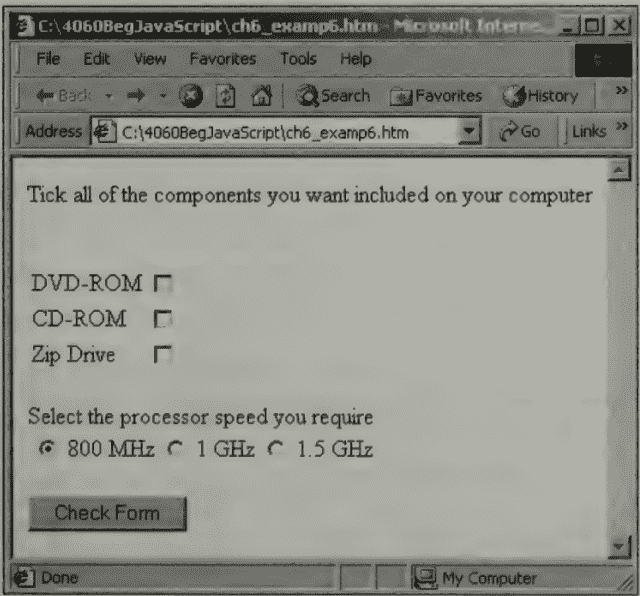 C:\4060BegJavaScript\ch6_examp6.htm - Microsoft Interne...
File Edit View Favorites Tools Help
Back Search Favorites History »
Address C:\4060BegJavaScript\ch6_examp6.htm Go Links »
Tick all of the components you want included on your computer
DVD-ROM
CD-ROM
Zip Drive
Select the processor speed you require
800 MHz 1 GHz 1.5 GHz
Check Form
Done My Computer